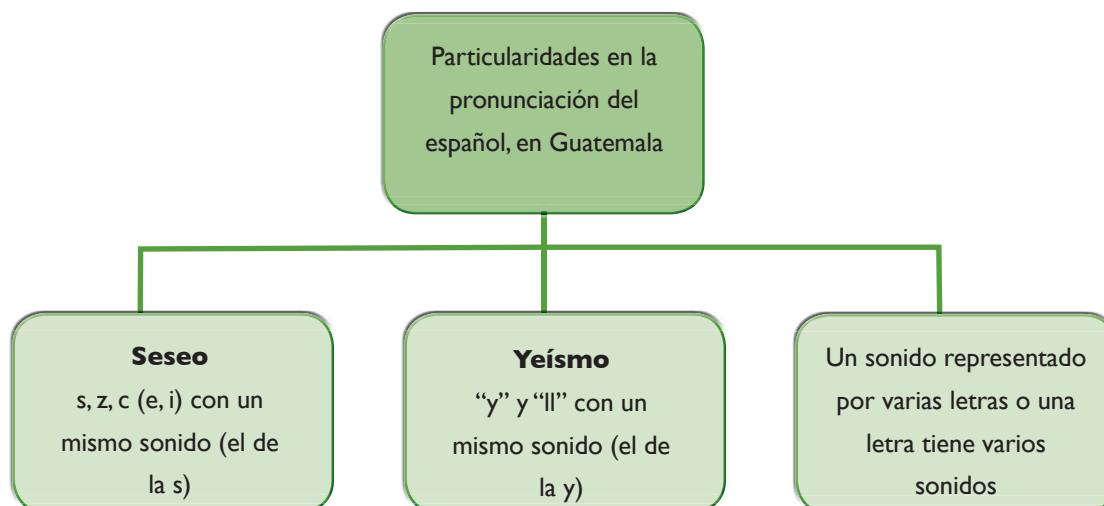 Particularidades en la
pronunciación del
español, en Guatemala
Seseo
s, z, c (e, i) con un
mismo sonido (el de
la s)
Yeísmo
“y” y “ll” con un
mismo sonido (el de
la y)
Un sonido representado
por varias letras o una
letra tiene varios
sonidos